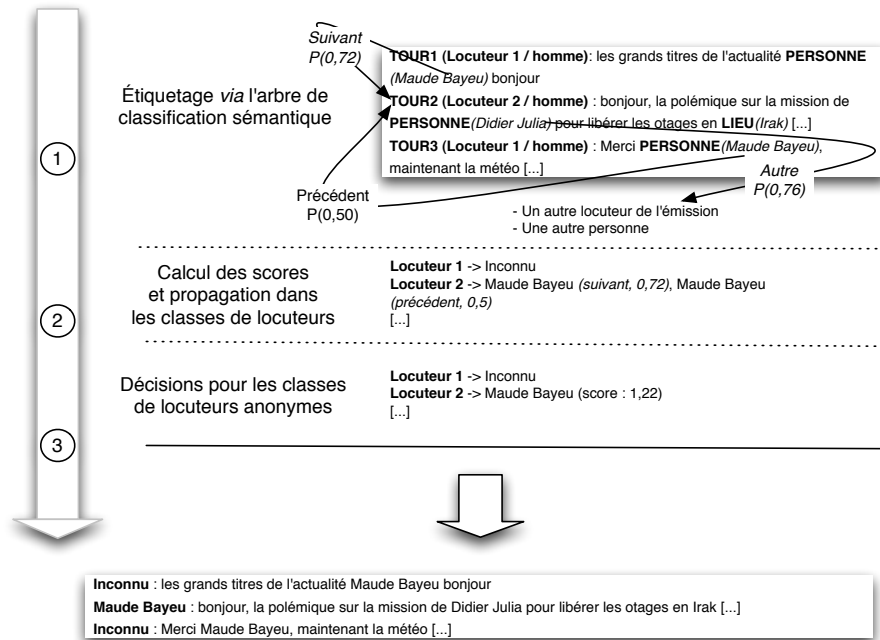 Suivant
P(0,72)
TOUR1 (Locuteur 1 / homme): les grands titres de l'actualité PERSONNE
(Maude Bayeu) bonjour
TOUR2 (Locuteur 2 / homme) : bonjour, la polémique sur la mission de
PERSONNE(Didier Julia) pour libérer les otages en LIEU(Irak) [...]
TOUR3 (Locuteur 1 / homme) : Merci PERSONNE(Maude Bayeu),
maintenant la météo [...]
Étiquetage via l'arbre de
classification sémantique
1
Autre
P(0,76)
Précédent
P(0,50)
- Un autre locuteur de l'émission
- Une autre personne
Calcul des scores
et propagation dans
les classes de locuteurs
2
Locuteur 1 -> Inconnu
Locuteur 2 -> Maude Bayeu (suivant, 0,72), Maude Bayeu
(précédent, 0,5)
[...]
Décisions pour les classes
de locuteurs anonymes
3
Locuteur 1 -> Inconnu
Locuteur 2 -> Maude Bayeu (score : 1,22)
[...]
Inconnu : les grands titres de l'actualité Maude Bayeu bonjour
Maude Bayeu : bonjour, la polémique sur la mission de Didier Julia pour libérer les otages en Irak [...]
Inconnu : Merci Maude Bayeu, maintenant la météo [...]